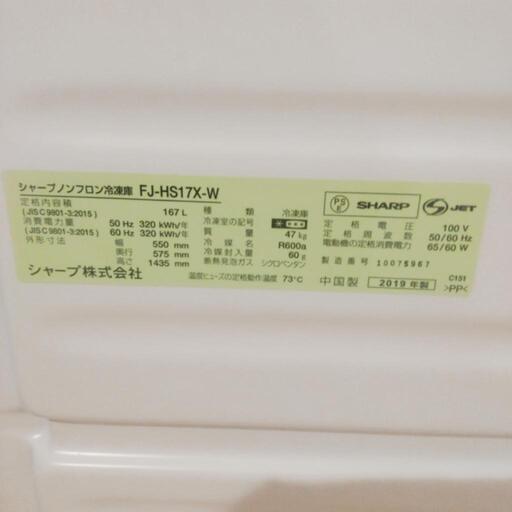 シャープノンフロン冷凍庫 FJ-HS17X-W
定格内容積
(JIS C 9801-3:2015) 167 L
消費電力量 50 Hz 320 kWh/年
(JIS C 9801-3:2015) 60 Hz 320 kWh/年
外形寸法 幅 550 mm
奥行 575 mm
高さ 1435 mm
シャープ株式会社
種類 冷凍庫
冷凍室の記号
質量 47 kg
冷媒名 R600a
冷媒封入量 60 g
断熱発泡ガス シクロペンタン
温度ヒューズの定格動作温度 73℃
PS E SHARP JET
定格電圧 100 V
定格周波数 50/60 Hz
電動機の定格消費電力 65/60 W
製造番号 10075967
中国製 2019年製
C151
>PP<